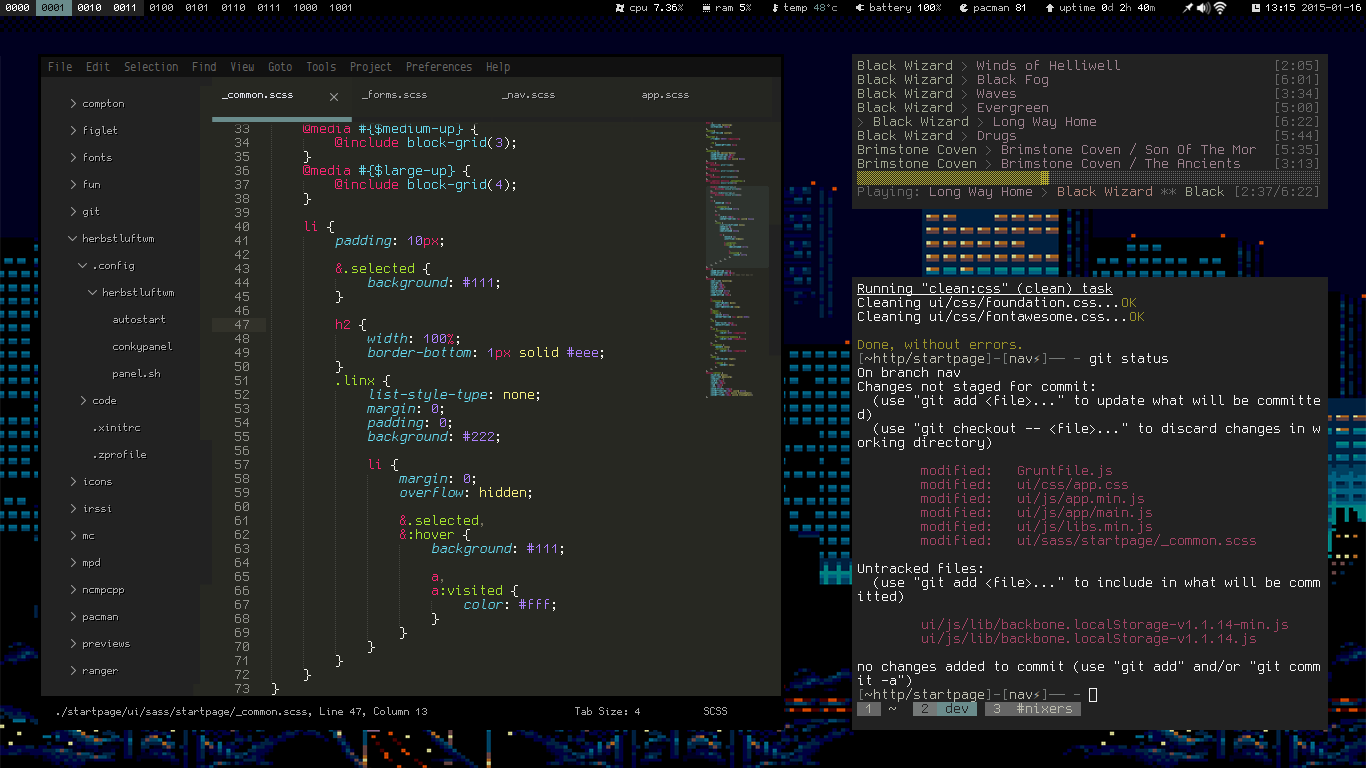 0000 0001 0010 0011 0100 0101 0110 0111 1000 1001 cpu 7.36% ram 5% temp 48°c battery 100% pacman 81 uptime 0d 2h 40m 13:15 2015-01-16
File Edit Selection Find View Goto Tools Project Preferences Help
compton
figlet
fonts
fun
git
herbstluftwm
.config
herbstluftwm
autostart
conkypanel
panel.sh
code
.xinitrc
.zprofile
icons
irssi
mc
mpd
ncmpcpp
pacman
previews
ranger
_common.scss × _forms.scss _nav.scss app.scss
33 @media #{$medium-up} {
34 @include block-grid(3);
35 }
36 @media #{$large-up} {
37 @include block-grid(4);
38 }
39
40 li {
41 padding: 10px;
42
43 &.selected {
44 background: #111;
45 }
46
47 h2 {
48 width: 100%;
49 border-bottom: 1px solid #eee;
50 }
51 .linx {
52 list-style-type: none;
53 margin: 0;
54 padding: 0;
55 background: #222;
56
57 li {
58 margin: 0;
59 overflow: hidden;
60
61 &.selected,
62 &:hover {
63 background: #111;
64
65 a,
66 a:visited {
67 color: #fff;
68 }
69 }
70 }
71 }
72 }
73 }
./startpage/ui/sass/startpage/_common.scss, Line 47, Column 13 Tab Size: 4 SCSS
Black Wizard > Winds of Helliwell [2:05]
Black Wizard > Black Fog [6:01]
Black Wizard > Waves [3:34]
Black Wizard > Evergreen [5:00]
> Black Wizard > Long Way Home [6:22]
Black Wizard > Drugs [5:44]
Brimstone Coven > Brimstone Coven / Son Of The Mor [5:35]
Brimstone Coven > Brimstone Coven / The Ancients [3:13]
Playing: Long Way Home > Black Wizard ** Black [2:37/6:22]
Running "clean:css" (clean) task
Cleaning ui/css/foundation.css...OK
Cleaning ui/css/fontawesome.css...OK
Done, without errors.
[~http/startpage]-[nav⚡]—— - git status
On branch nav
Changes not staged for commit:
(use "git add <file>..." to update what will be committe
d)
(use "git checkout -- <file>..." to discard changes in w
orking directory)
modified: Gruntfile.js
modified: ui/css/app.css
modified: ui/js/app.min.js
modified: ui/js/app/main.js
modified: ui/js/libs.min.js
modified: ui/sass/startpage/_common.scss
Untracked files:
(use "git add <file>..." to include in what will be comm
itted)
ui/js/lib/backbone.localStorage-v1.1.14-min.js
ui/js/lib/backbone.localStorage-v1.1.14.js
no changes added to commit (use "git add" and/or "git comm
it -a")
[~http/startpage]-[nav⚡]—— -
1 ~ 2 dev 3 #nixers